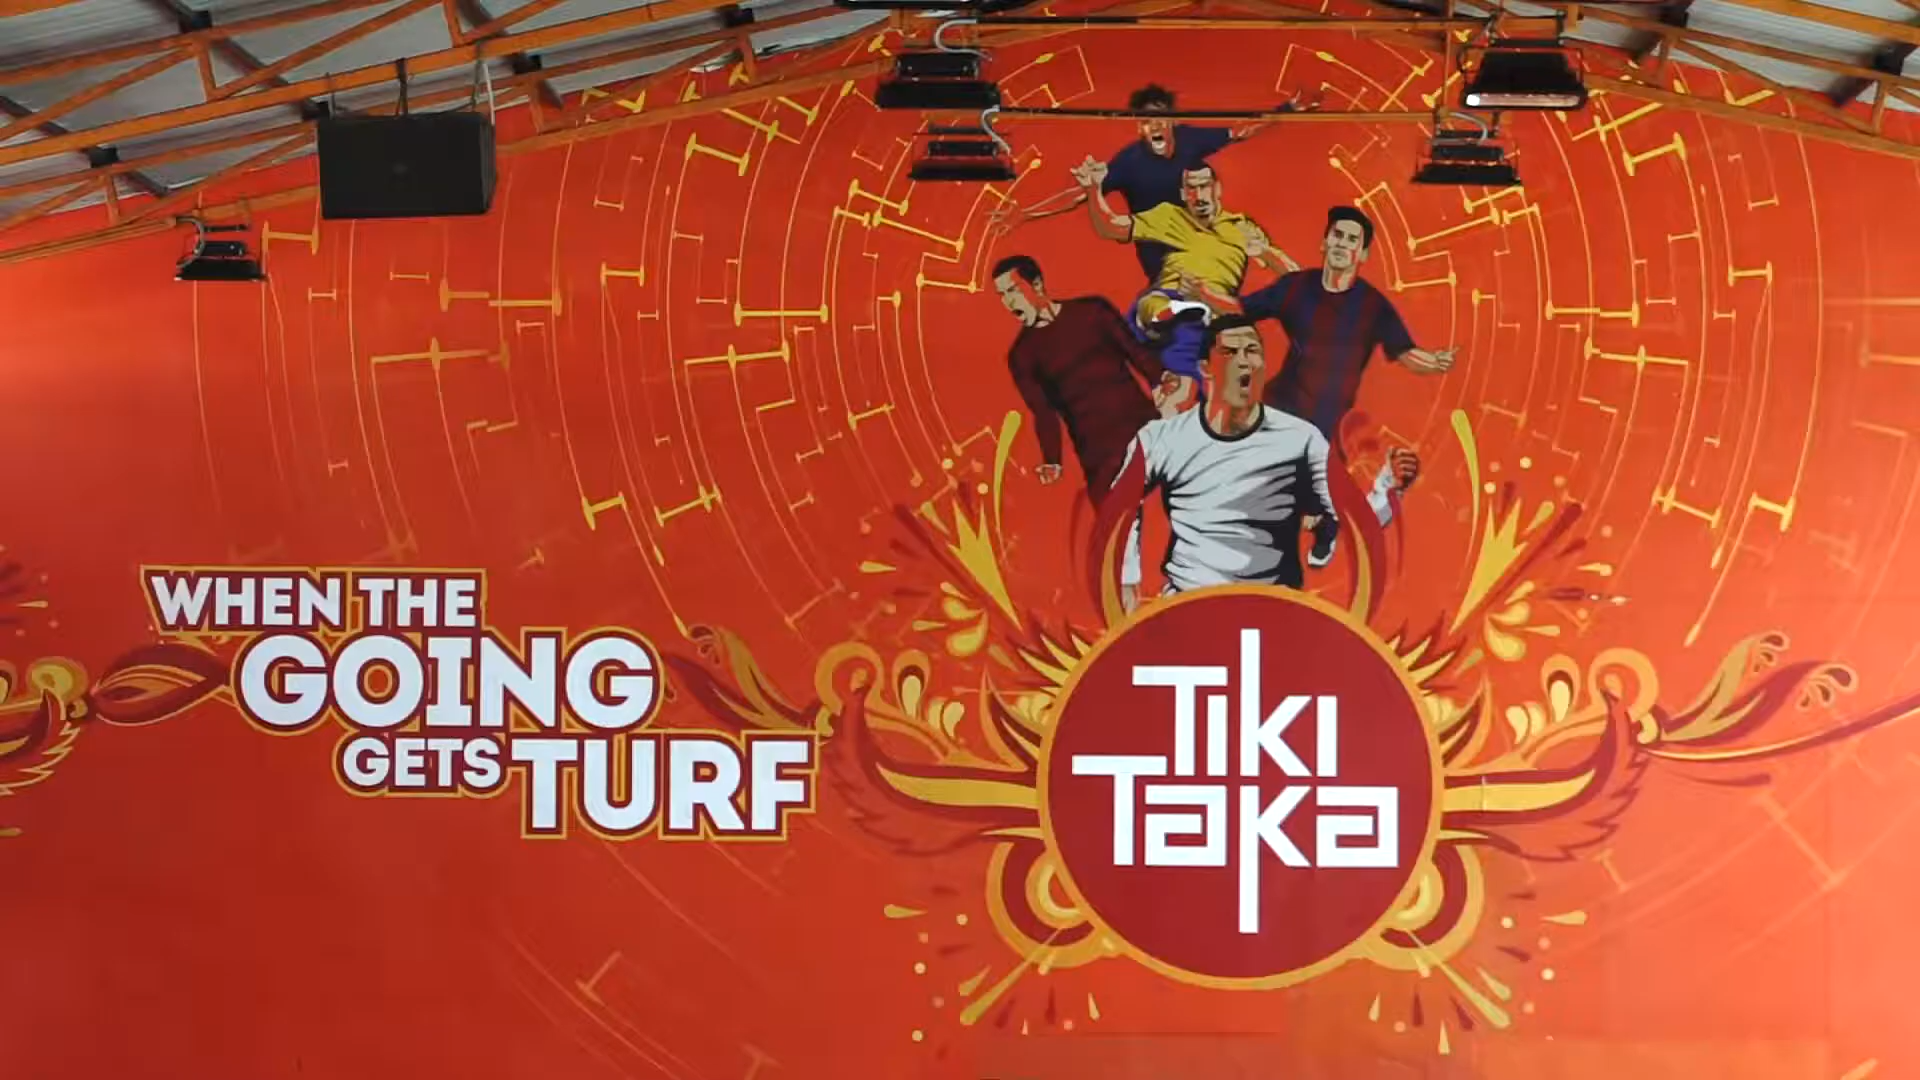 WHEN THE
GOING
GETS TURF
TIKI
TAKA